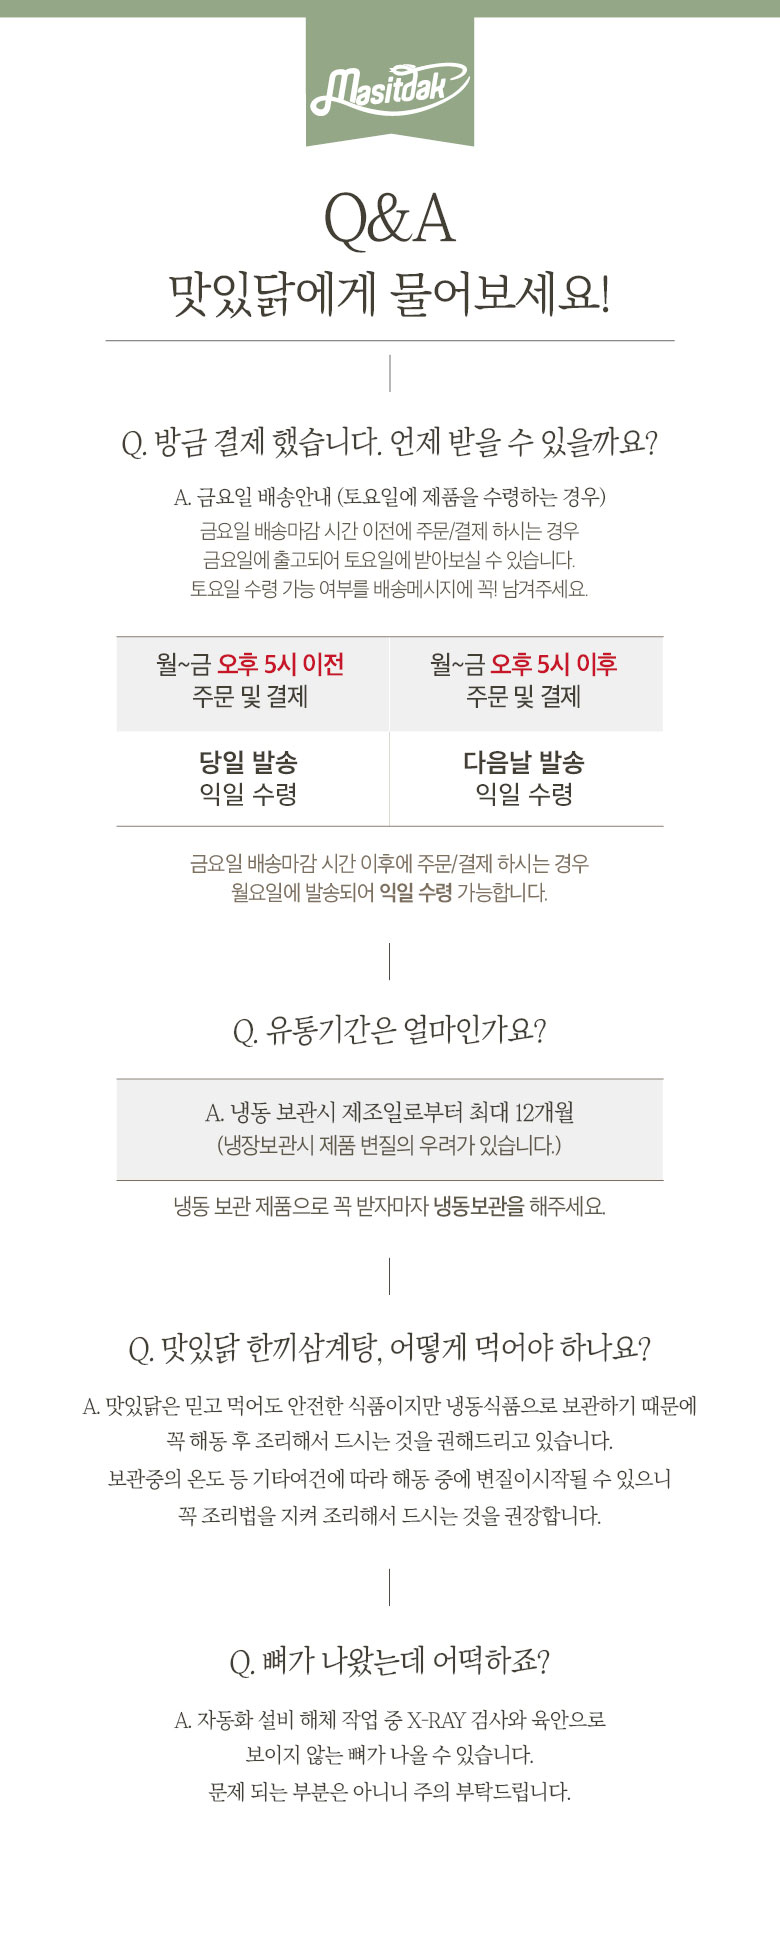 Masitdak
Q&A
맛있닭에게 물어보세요!
Q. 방금 결제 했습니다. 언제 받을 수 있을까요?
A. 금요일 배송안내 (토요일에 제품을 수령하는 경우)
금요일 배송마감 시간 이전에 주문/결제 하시는 경우
금요일에 출고되어 토요일에 받아보실 수 있습니다.
토요일 수령 가능 여부를 배송메시지에 꼭! 남겨주세요.
월~금 오후 5시 이전
주문 및 결제
월~금 오후 5시 이후
주문 및 결제
당일 발송
익일 수령
다음날 발송
익일 수령
금요일 배송마감 시간 이후에 주문/결제 하시는 경우
월요일에 발송되어 익일 수령 가능합니다.
Q. 유통기간은 얼마인가요?
A. 냉동 보관시 제조일로부터 최대 12개월
(냉장보관시 제품 변질의 우려가 있습니다.)
냉동 보관 제품으로 꼭 받자마자 냉동보관을 해주세요.
Q. 맛있닭 한끼삼계탕, 어떻게 먹어야 하나요?
A. 맛있닭은 믿고 먹어도 안전한 식품이지만 냉동식품으로 보관하기 때문에
꼭 해동 후 조리해서 드시는 것을 권해드리고 있습니다.
보관중의 온도 등 기타여건에 따라 해동 중에 변질이시작될 수 있으니
꼭 조리법을 지켜 조리해서 드시는 것을 권장합니다.
Q. 뼈가 나왔는데 어떡하죠?
A. 자동화 설비 해체 작업 중 X-RAY 검사와 육안으로
보이지 않는 뼈가 나올 수 있습니다.
문제 되는 부분은 아니니 주의 부탁드립니다.